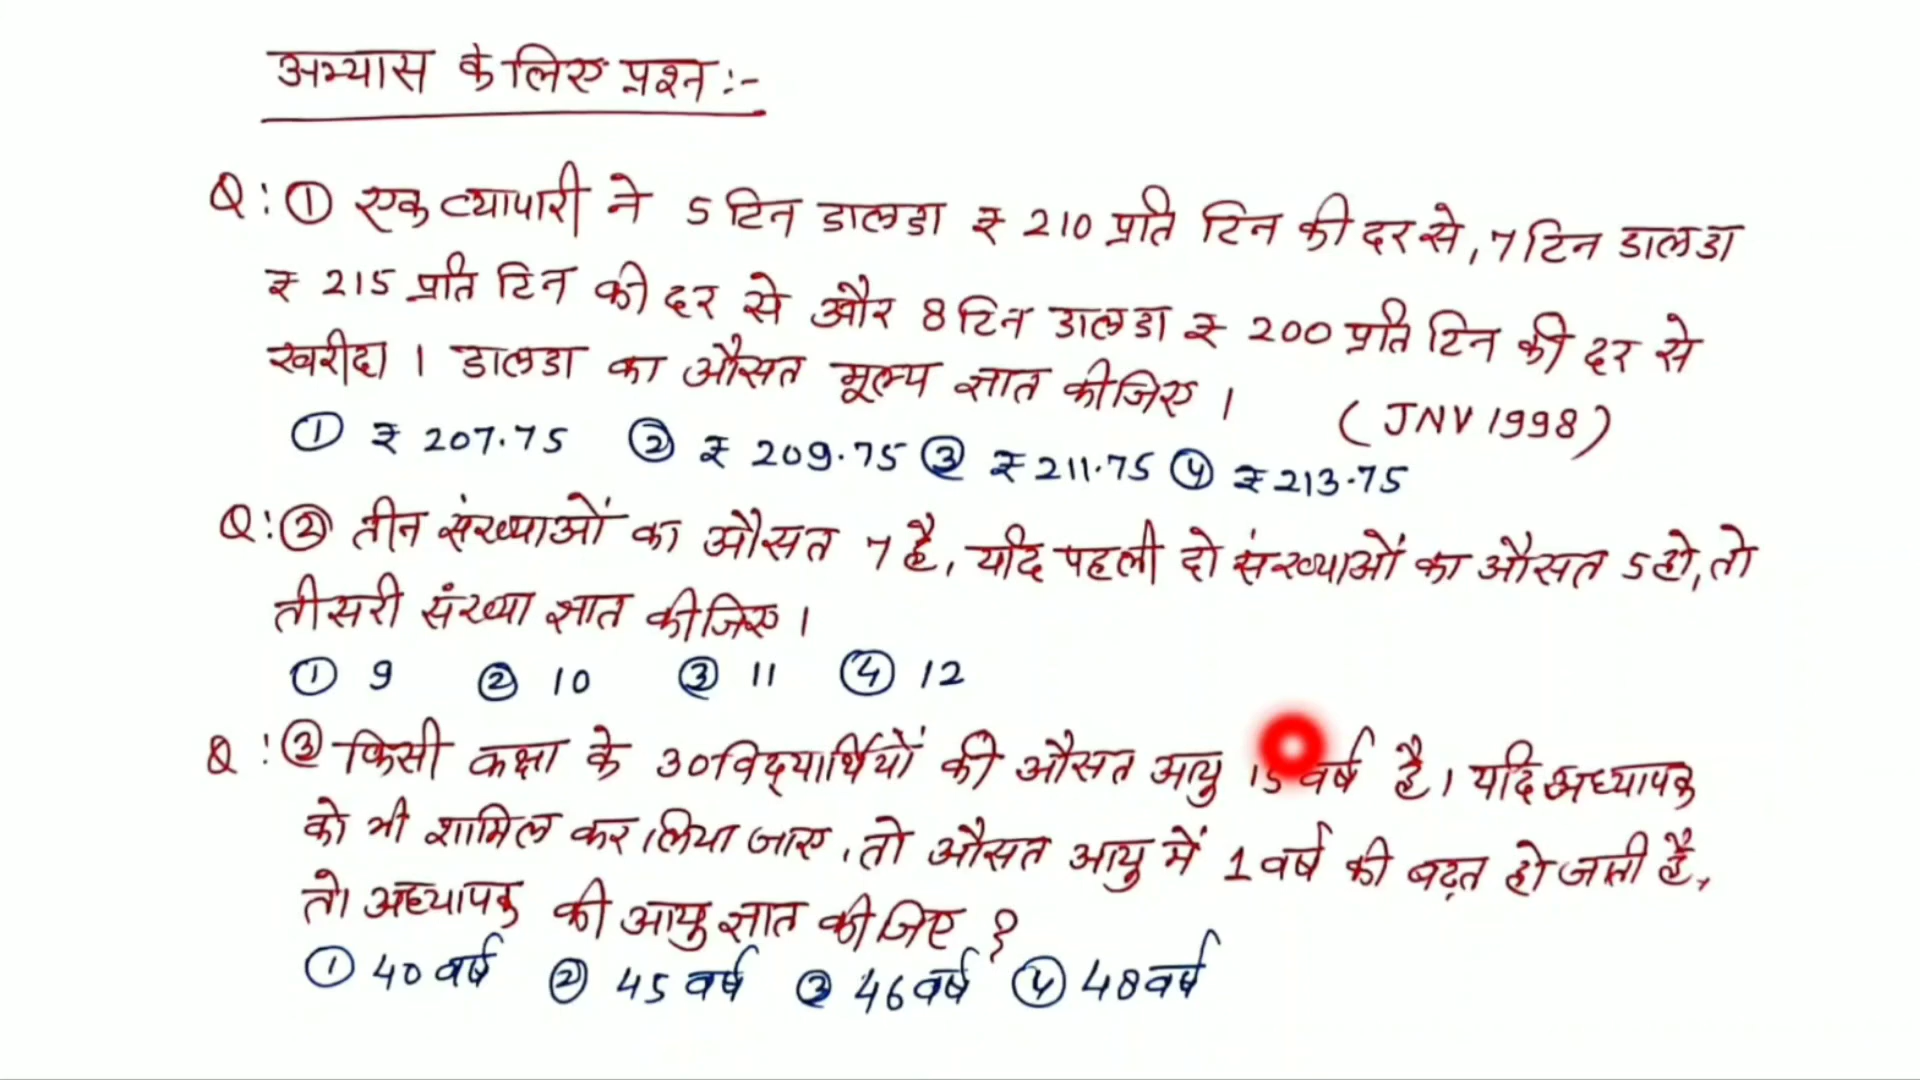 अभ्यास के लिए प्रश्न :-
Q: ① एक व्यापारी ने 5 टिन डालडा ₹ 210 प्रति टिन की दर से, 7 टिन डालडा
₹ 215 प्रति टिन की दर से और 8 टिन डालडा ₹ 200 प्रति टिन की दर से
खरीदा । डालडा का औसत मूल्य ज्ञात कीजिए । (JNV 1998)
① ₹ 207.75 ② ₹ 209.75 ③ ₹ 211.75 ④ ₹ 213.75
Q: ② तीन संख्याओं का औसत 7 है, यदि पहली दो संख्याओं का औसत 5 हो, तो
तीसरी संख्या ज्ञात कीजिए ।
① 9 ② 10 ③ 11 ④ 12
Q: ③ किसी कक्षा के 30 विद्यार्थियों की औसत आयु 15 वर्ष है । यदि अध्यापक
को भी शामिल कर लिया जाए, तो औसत आयु में 1 वर्ष की बढ़त हो जाती है,
तो अध्यापक की आयु ज्ञात कीजिए ?
① 40 वर्ष ② 45 वर्ष ③ 46 वर्ष ④ 48 वर्ष